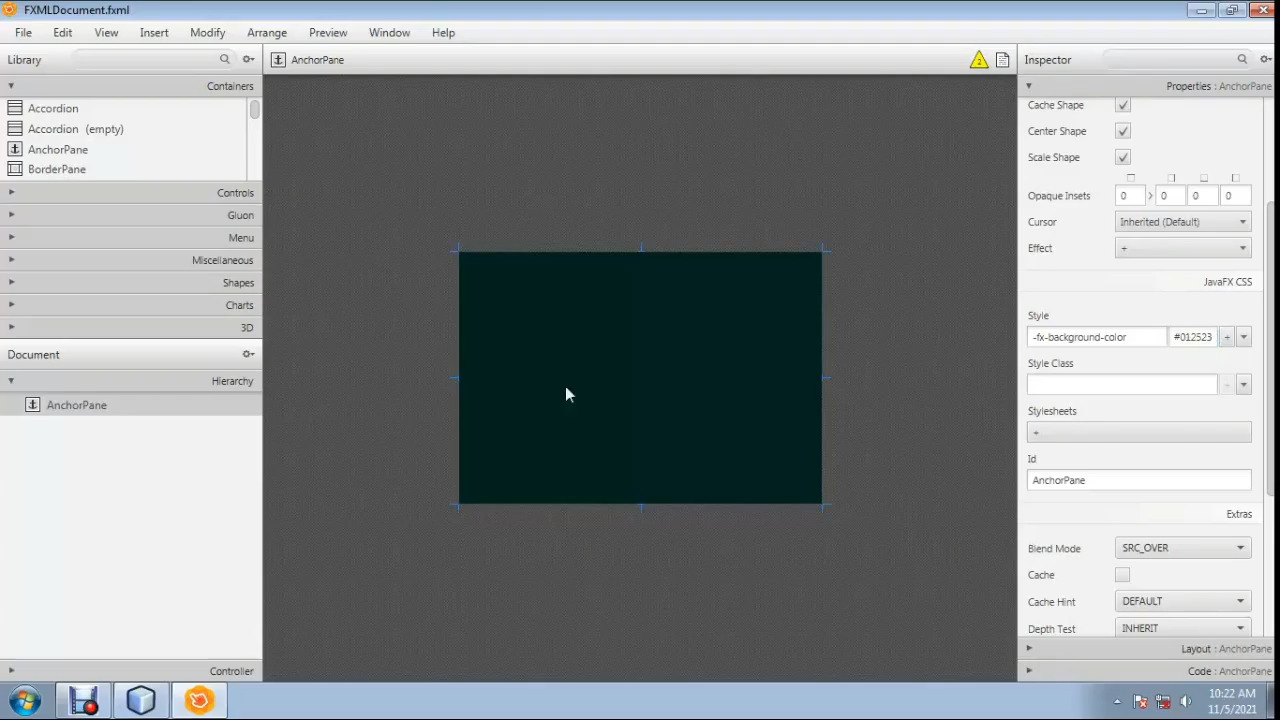 FXMLDocument.fxml
File Edit View Insert Modify Arrange Preview Window Help
Library
AnchorPane
2
Inspector
Containers
Accordion
Accordion (empty)
AnchorPane
BorderPane
Controls
Gluon
Menu
Miscellaneous
Shapes
Charts
3D
Document
Hierarchy
AnchorPane
Controller
Properties : AnchorPane
Cache Shape
Center Shape
Scale Shape
Opaque Insets 0 0 0 0
Cursor Inherited (Default)
Effect +
JavaFX CSS
Style
-fx-background-color #012523 +
Style Class
+
Stylesheets
+
Id
AnchorPane
Extras
Blend Mode SRC_OVER
Cache
Cache Hint DEFAULT
Depth Test INHERIT
Layout : AnchorPane
Code : AnchorPane
10:22 AM
11/5/2021